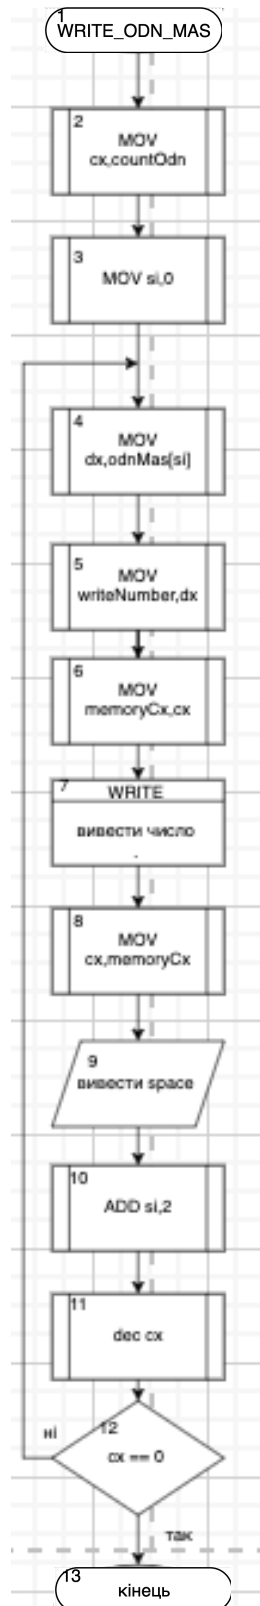 1
WRITE_ODN_MAS
2
MOV
cx,countOdn
3
MOV si,0
4
MOV
dx,odnMas[si]
5
MOV
writeNumber,dx
6
MOV
memoryCx,cx
7
WRITE
вивести число
.
8
MOV
cx,memoryCx
9
вивести space
10
ADD si,2
11
dec cx
ні
12
cx == 0
так
13
кінець